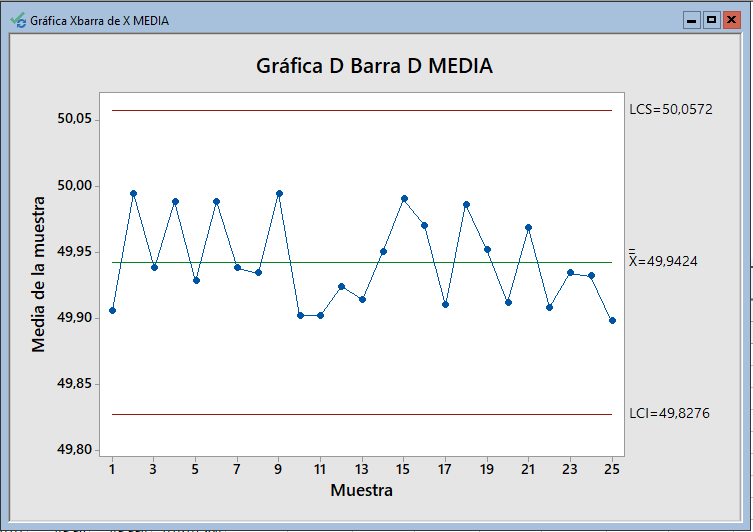 Gráfica Xbarra de X MEDIA
Gráfica D Barra D MEDIA
50,05
50,00
49,95
49,90
49,85
49,80
Media de la muestra
LCS=50,0572
X=49,9424
LCI=49,8276
1 3 5 7 9 11 13 15 17 19 21 23 25
Muestra